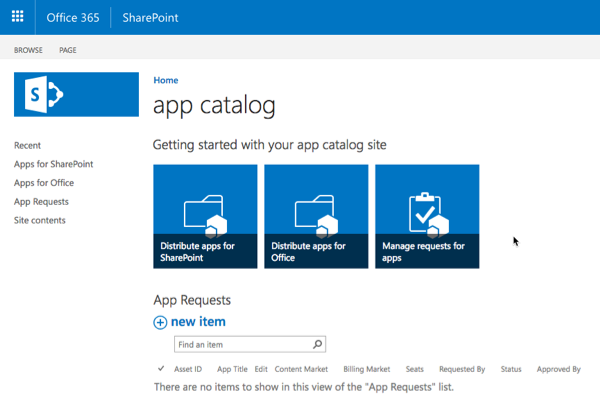 Office 365 SharePoint
BROWSE PAGE
S
Home
app catalog
Recent
Apps for SharePoint
Apps for Office
App Requests
Site contents
Getting started with your app catalog site
Distribute apps for
SharePoint
Distribute apps for
Office
Manage requests for
apps
App Requests
new item
Find an item
Asset ID App Title Edit Content Market Billing Market Seats Requested By Status Approved By
There are no items to show in this view of the "App Requests" list.